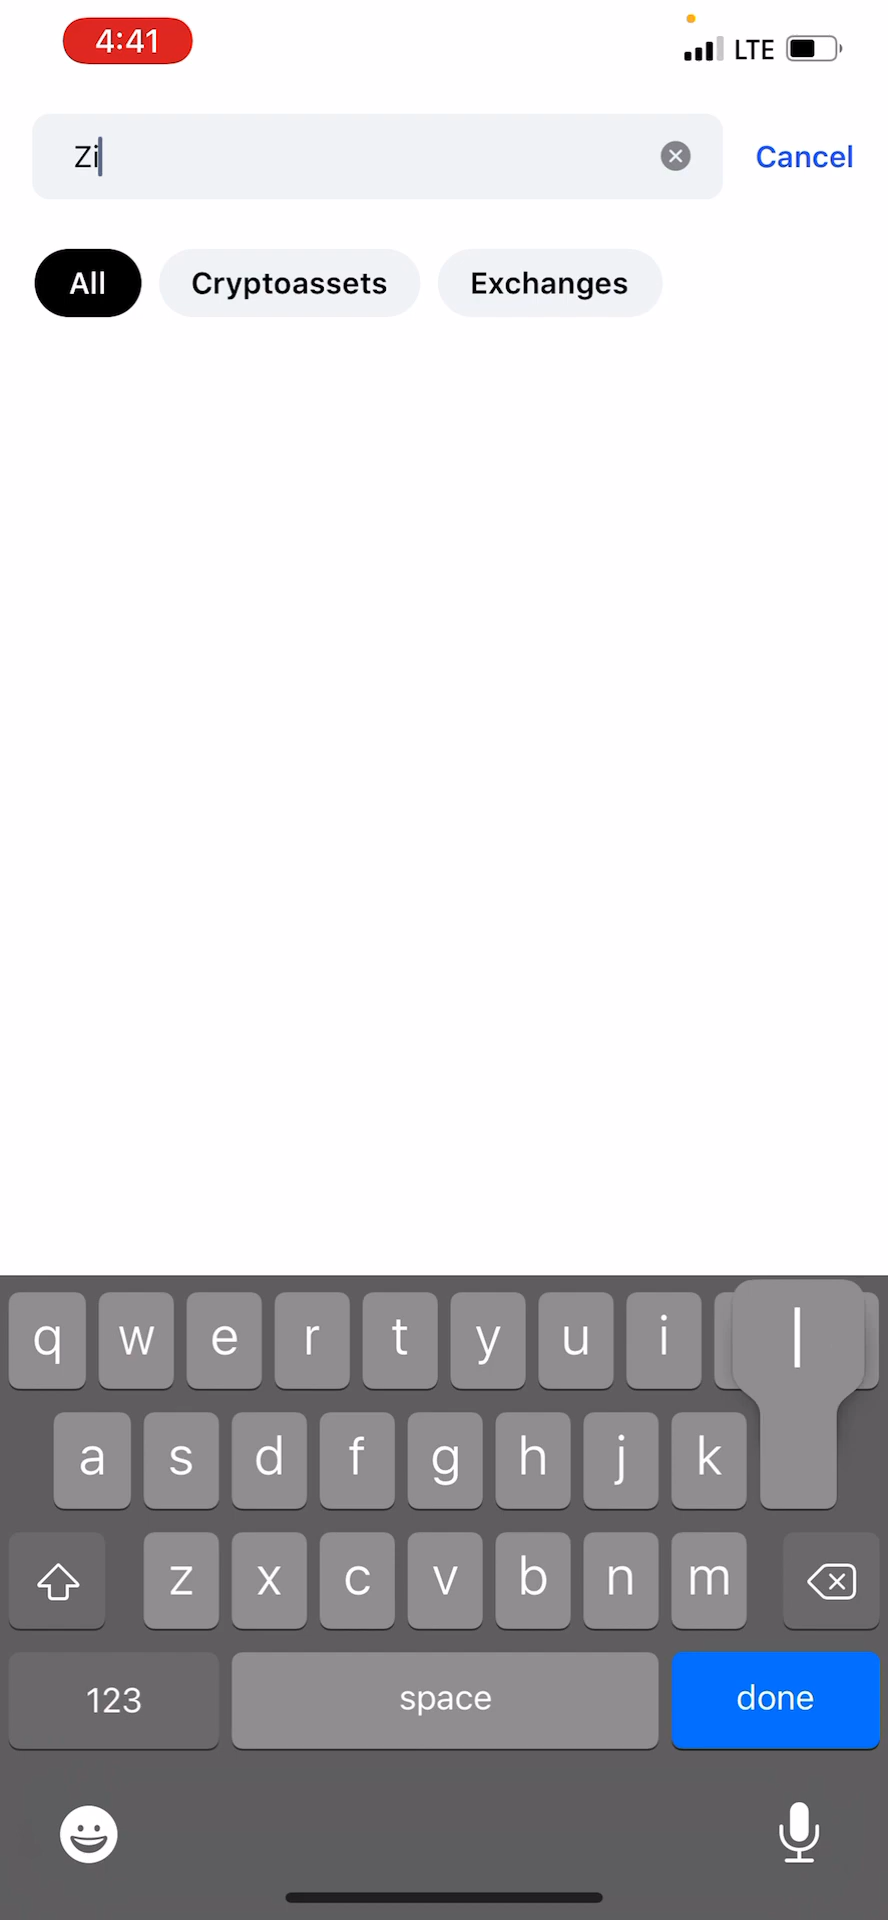 4:41 LTE
Zi Cancel
All Cryptoassets Exchanges
q w e r t y u i l
a s d f g h j k
z x c v b n m
123 space done